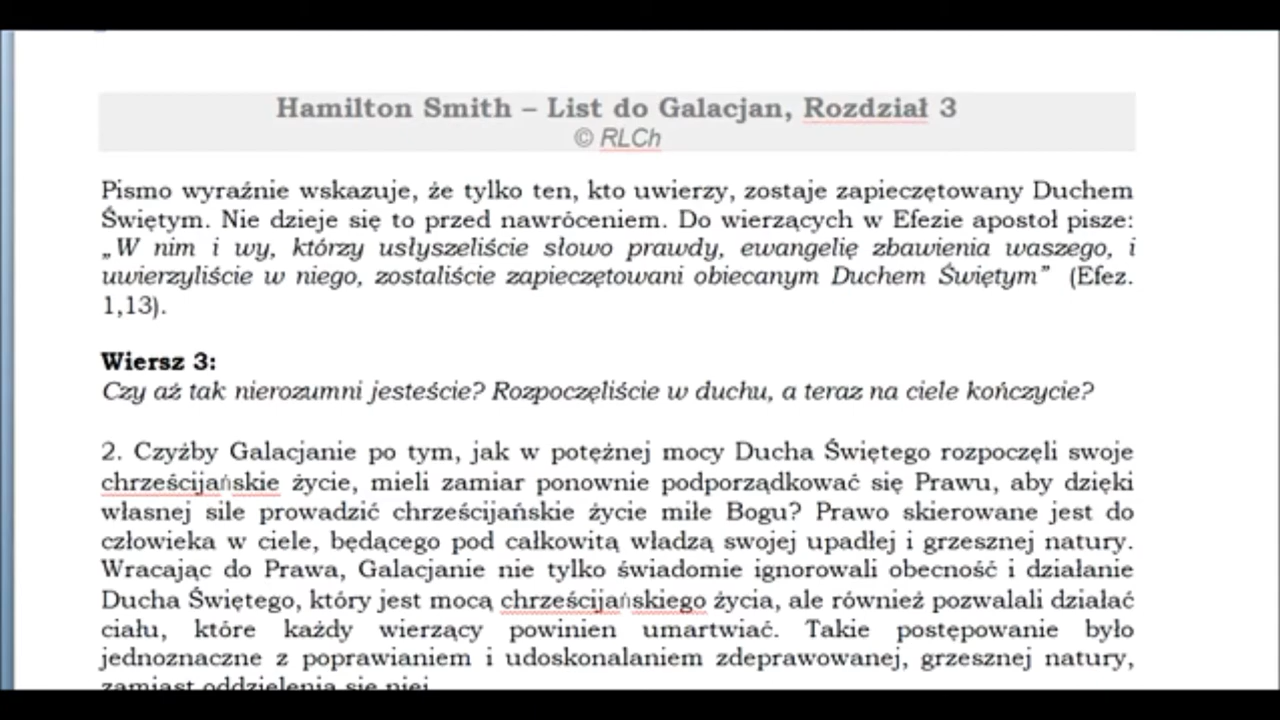 Hamilton Smith – List do Galacjan, Rozdział 3
© RLCh
Pismo wyraźnie wskazuje, że tylko ten, kto uwierzy, zostaje zapieczętowany Duchem
Świętym. Nie dzieje się to przed nawróceniem. Do wierzących w Efezie apostoł pisze:
„W nim i wy, którzy usłyszeliście słowo prawdy, ewangelię zbawienia waszego, i
uwierzyliście w niego, zostaliście zapieczętowani obiecanym Duchem Świętym” (Efez.
1,13).
Wiersz 3:
Czy aż tak nierozumni jesteście? Rozpoczęliście w duchu, a teraz na ciele kończycie?
2. Czyżby Galacjanie po tym, jak w potężnej mocy Ducha Świętego rozpoczęli swoje
chrześcijańskie życie, mieli zamiar ponownie podporządkować się Prawu, aby dzięki
własnej sile prowadzić chrześcijańskie życie miłe Bogu? Prawo skierowane jest do
człowieka w ciele, będącego pod całkowitą władzą swojej upadłej i grzesznej natury.
Wracając do Prawa, Galacjanie nie tylko świadomie ignorowali obecność i działanie
Ducha Świętego, który jest mocą chrześcijańskiego życia, ale również pozwalali działać
ciału, które każdy wierzący powinien umartwiać. Takie postępowanie było
jednoznaczne z poprawianiem i udoskonalaniem zdeprawowanej, grzesznej natury,
zamiast oddzielenia się niej